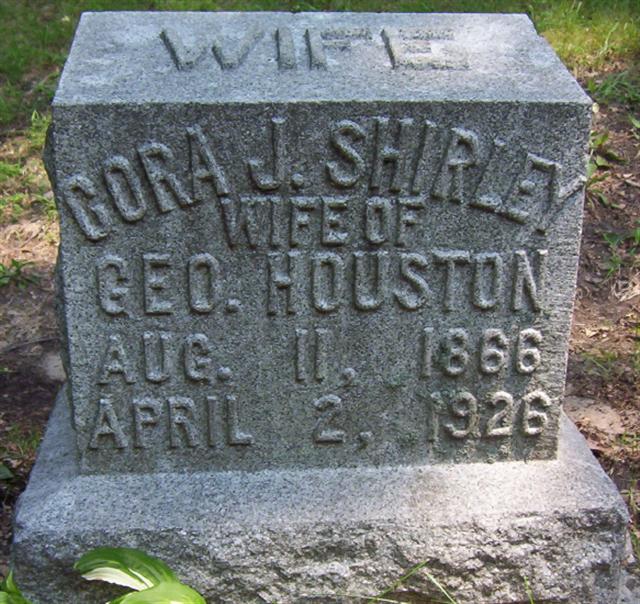 WIFE
CORA J. SHIRLEY
WIFE OF
GEO. HOUSTON
AUG. 11, 1866
APRIL 2, 1926